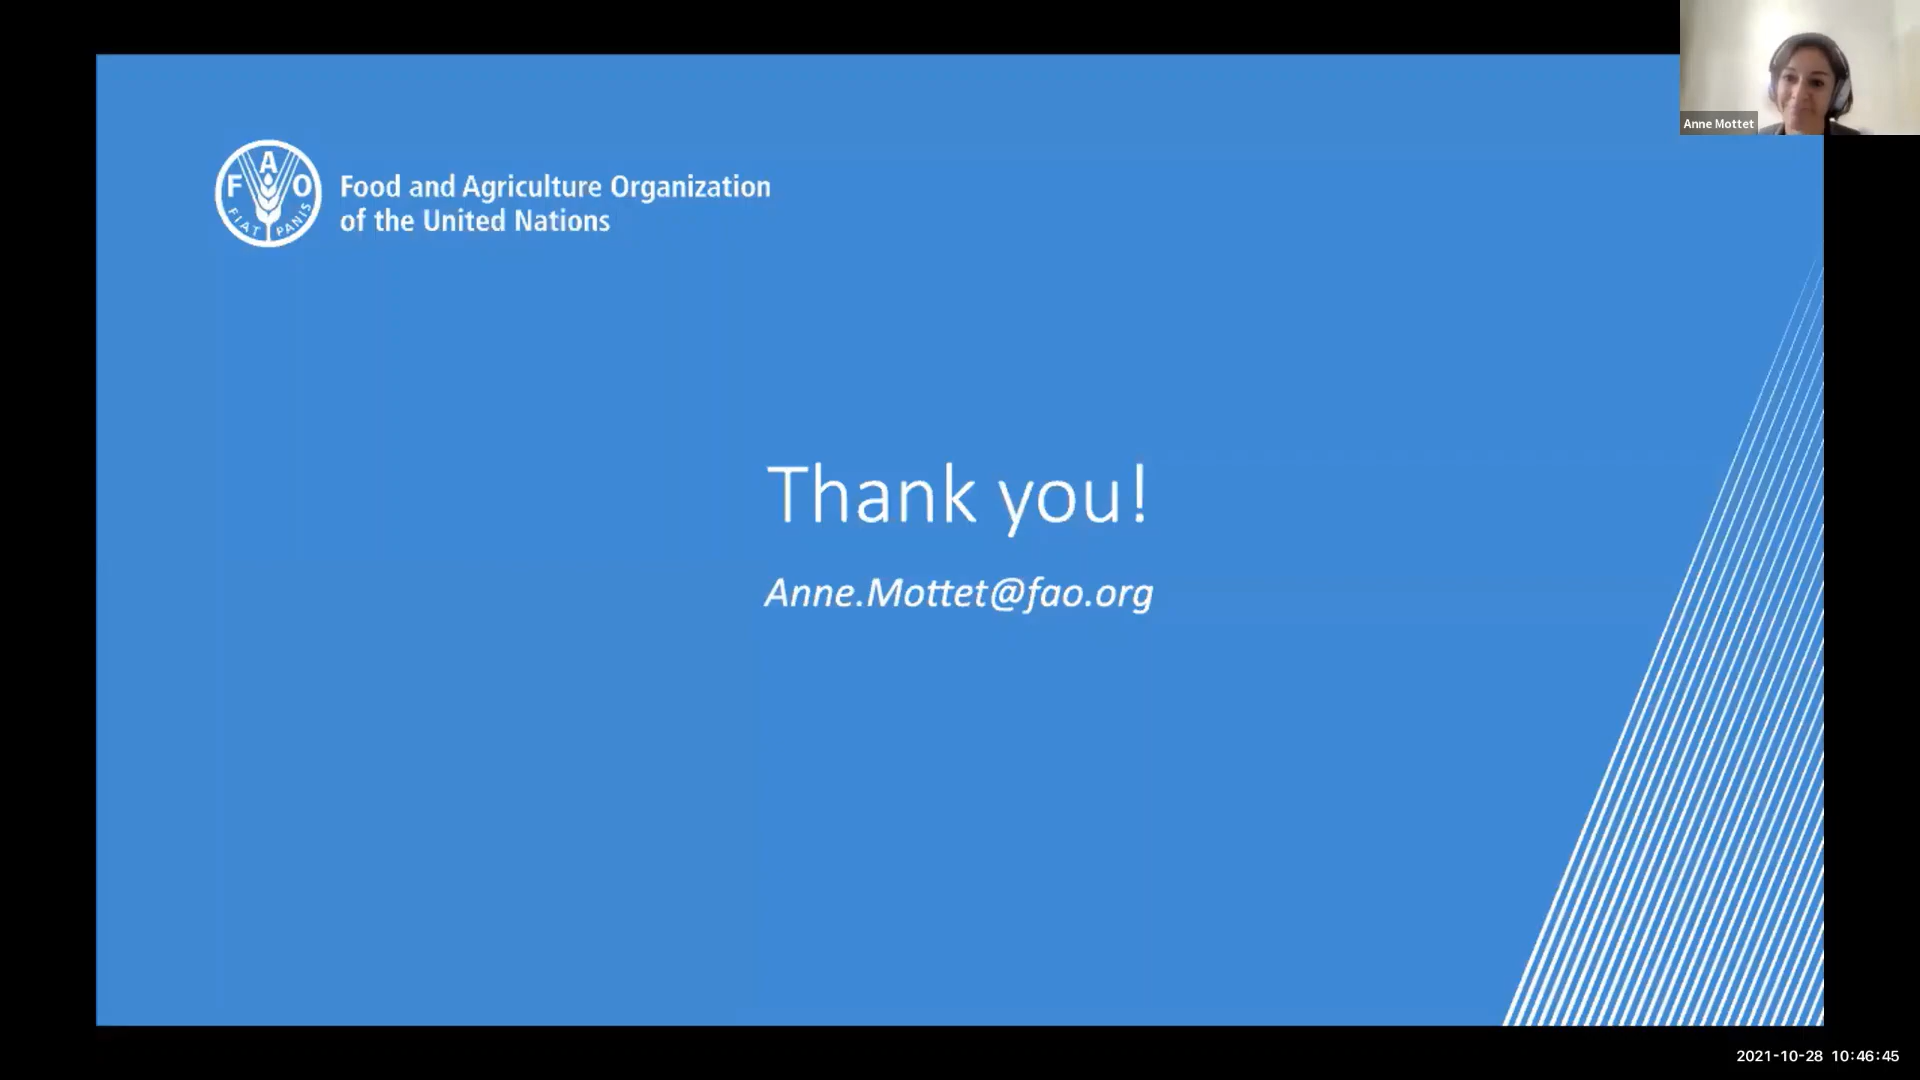 Anne Mottet
F A O
FIAT PANIS
Food and Agriculture Organization
of the United Nations
Thank you!
Anne.Mottet@fao.org
2021-10-28 10:46:45